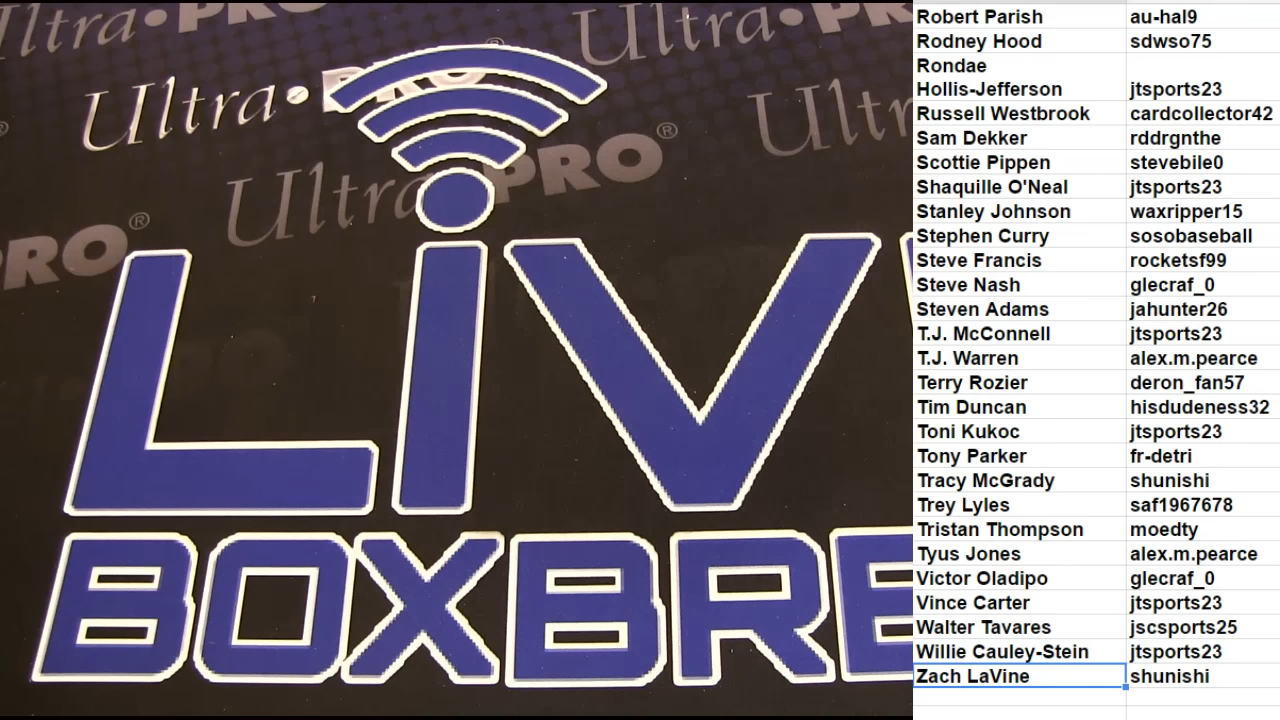 Ultra•PRO
Ultra•PRO
Ultra•PRO®
Ultra
Ultra•PRO®
PRO®
LiV
BOXBRE
Robert Parish au-hal9
Rodney Hood sdwso75
Rondae
Hollis-Jefferson jtsports23
Russell Westbrook cardcollector42
Sam Dekker rddrgnthe
Scottie Pippen stevebile0
Shaquille O'Neal jtsports23
Stanley Johnson waxripper15
Stephen Curry sosobaseball
Steve Francis rocketsf99
Steve Nash glecraf_0
Steven Adams jahunter26
T.J. McConnell jtsports23
T.J. Warren alex.m.pearce
Terry Rozier deron_fan57
Tim Duncan hisdudeness32
Toni Kukoc jtsports23
Tony Parker fr-detri
Tracy McGrady shunishi
Trey Lyles saf1967678
Tristan Thompson moedty
Tyus Jones alex.m.pearce
Victor Oladipo glecraf_0
Vince Carter jtsports23
Walter Tavares jscsports25
Willie Cauley-Stein jtsports23
Zach LaVine shunishi